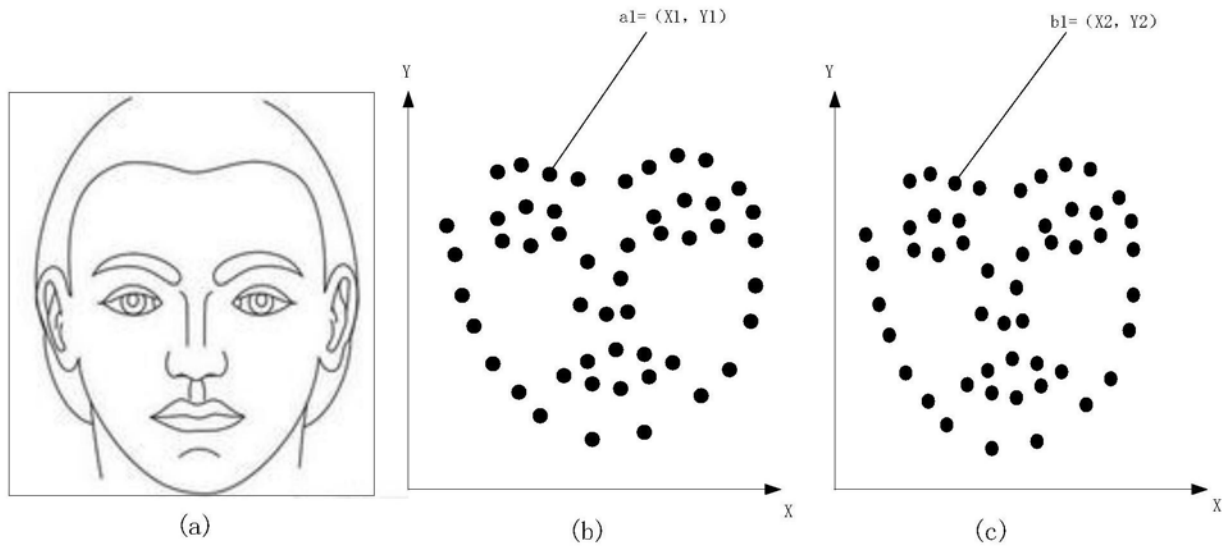 a1=（X1，Y1）
b1=（X2，Y2）
Y
Y
X
X
(a)
(b)
(c)